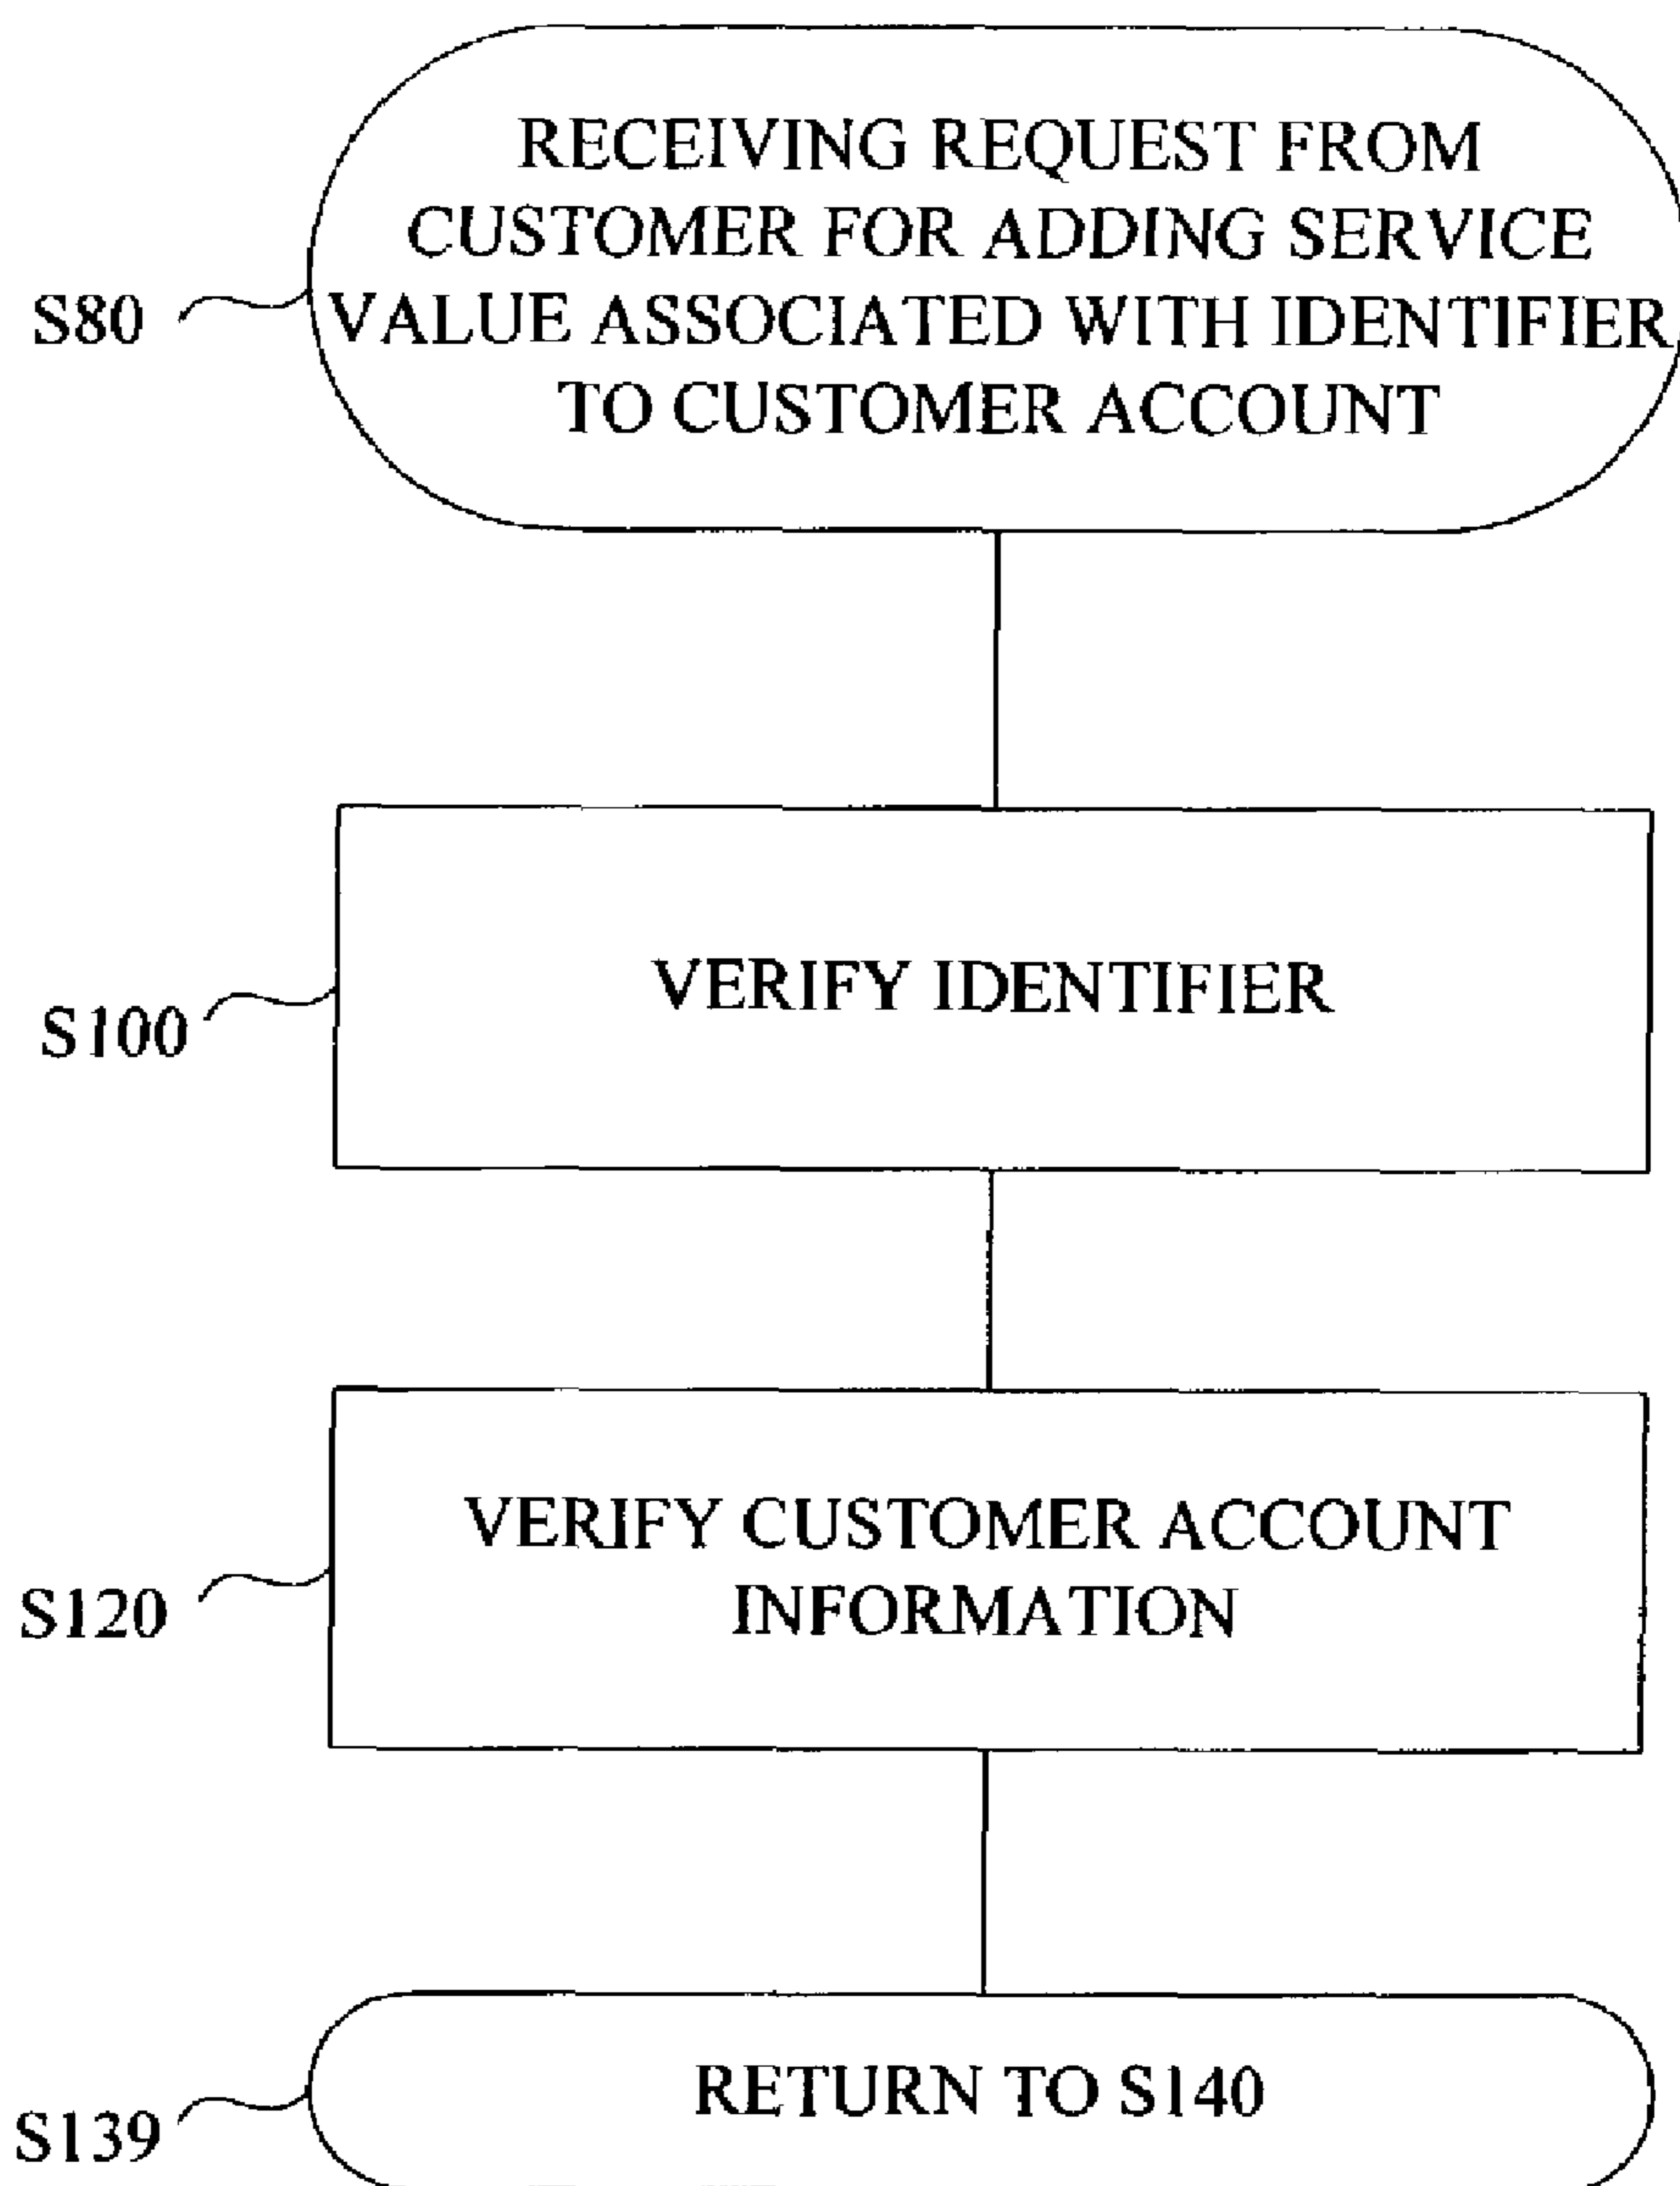 RECEIVING REQUEST FROM
CUSTOMER FOR ADDING SERVICE
VALUE ASSOCIATED WITH IDENTIFIER
TO CUSTOMER ACCOUNT
S80
VERIFY IDENTIFIER
S100
VERIFY CUSTOMER ACCOUNT
INFORMATION
S120
RETURN TO S140
S139